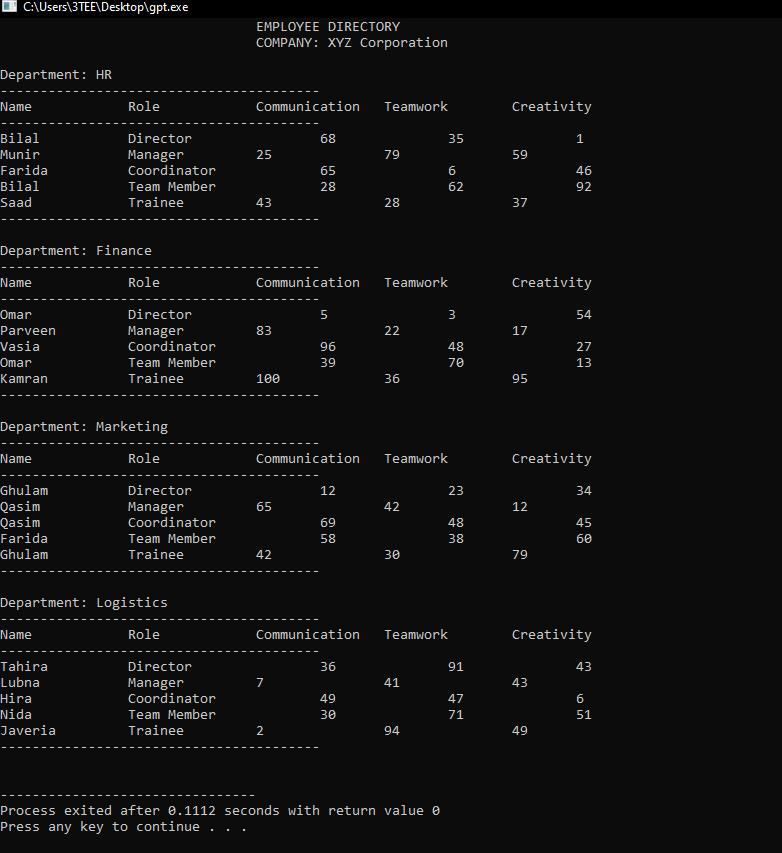 C:\Users\3TEE\Desktop\gpt.exe
EMPLOYEE DIRECTORY
COMPANY: XYZ Corporation
Department: HR
----------------------------------------
Name Role Communication Teamwork Creativity
----------------------------------------
Bilal Director 68 35 1
Munir Manager 25 79 59
Farida Coordinator 65 6 46
Bilal Team Member 28 62 92
Saad Trainee 43 28 37
----------------------------------------
Department: Finance
----------------------------------------
Name Role Communication Teamwork Creativity
----------------------------------------
Omar Director 5 3 54
Parveen Manager 83 22 17
Vasia Coordinator 96 48 27
Omar Team Member 39 70 13
Kamran Trainee 100 36 95
----------------------------------------
Department: Marketing
----------------------------------------
Name Role Communication Teamwork Creativity
----------------------------------------
Ghulam Director 12 23 34
Qasim Manager 65 42 12
Qasim Coordinator 69 48 45
Farida Team Member 58 38 60
Ghulam Trainee 42 30 79
----------------------------------------
Department: Logistics
----------------------------------------
Name Role Communication Teamwork Creativity
----------------------------------------
Tahira Director 36 91 43
Lubna Manager 7 41 43
Hira Coordinator 49 47 6
Nida Team Member 30 71 51
Javeria Trainee 2 94 49
----------------------------------------
--------------------------------
Process exited after 0.1112 seconds with return value 0
Press any key to continue . . .